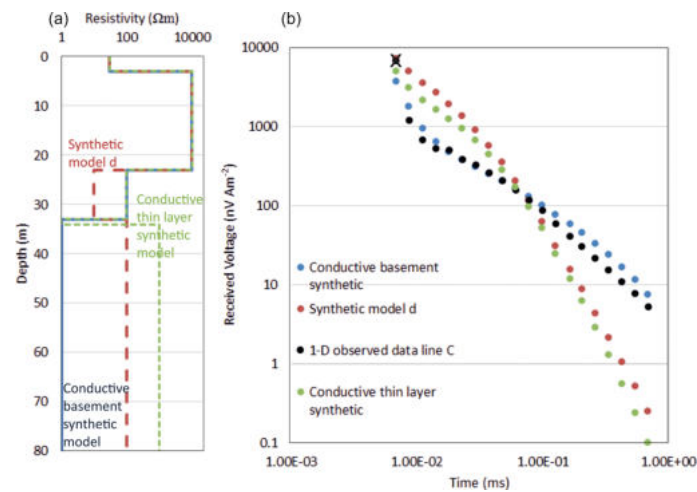 (a)
Resistivity (Ωm)
1 100 10000
0
10
20
30
40
50
60
70
80
Depth (m)
Synthetic
model d
Conductive
thin layer
synthetic
model
Conductive
basement
synthetic
model
(b)
10000
1000
100
10
1
0.1
Received Voltage (nV Am⁻²)
Conductive basement
synthetic
Synthetic model d
1-D observed data line C
Conductive thin layer
synthetic
1.00E-03 1.00E-02 1.00E-01 1.00E+00
Time (ms)